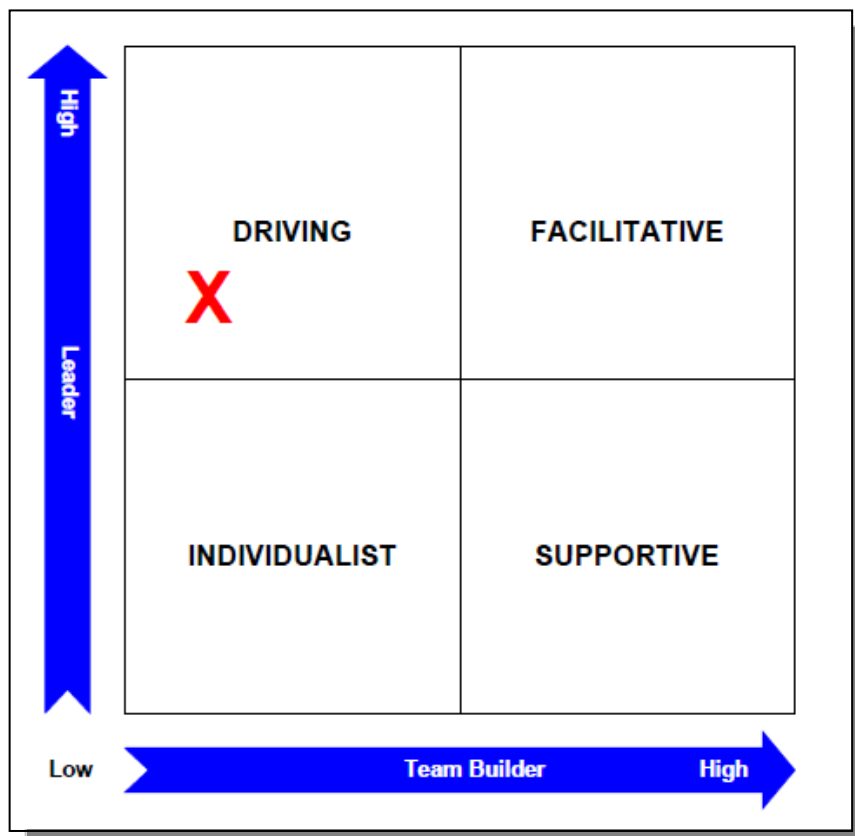 High
Leader
DRIVING
FACILITATIVE
X
INDIVIDUALIST
SUPPORTIVE
Low
Team Builder
High